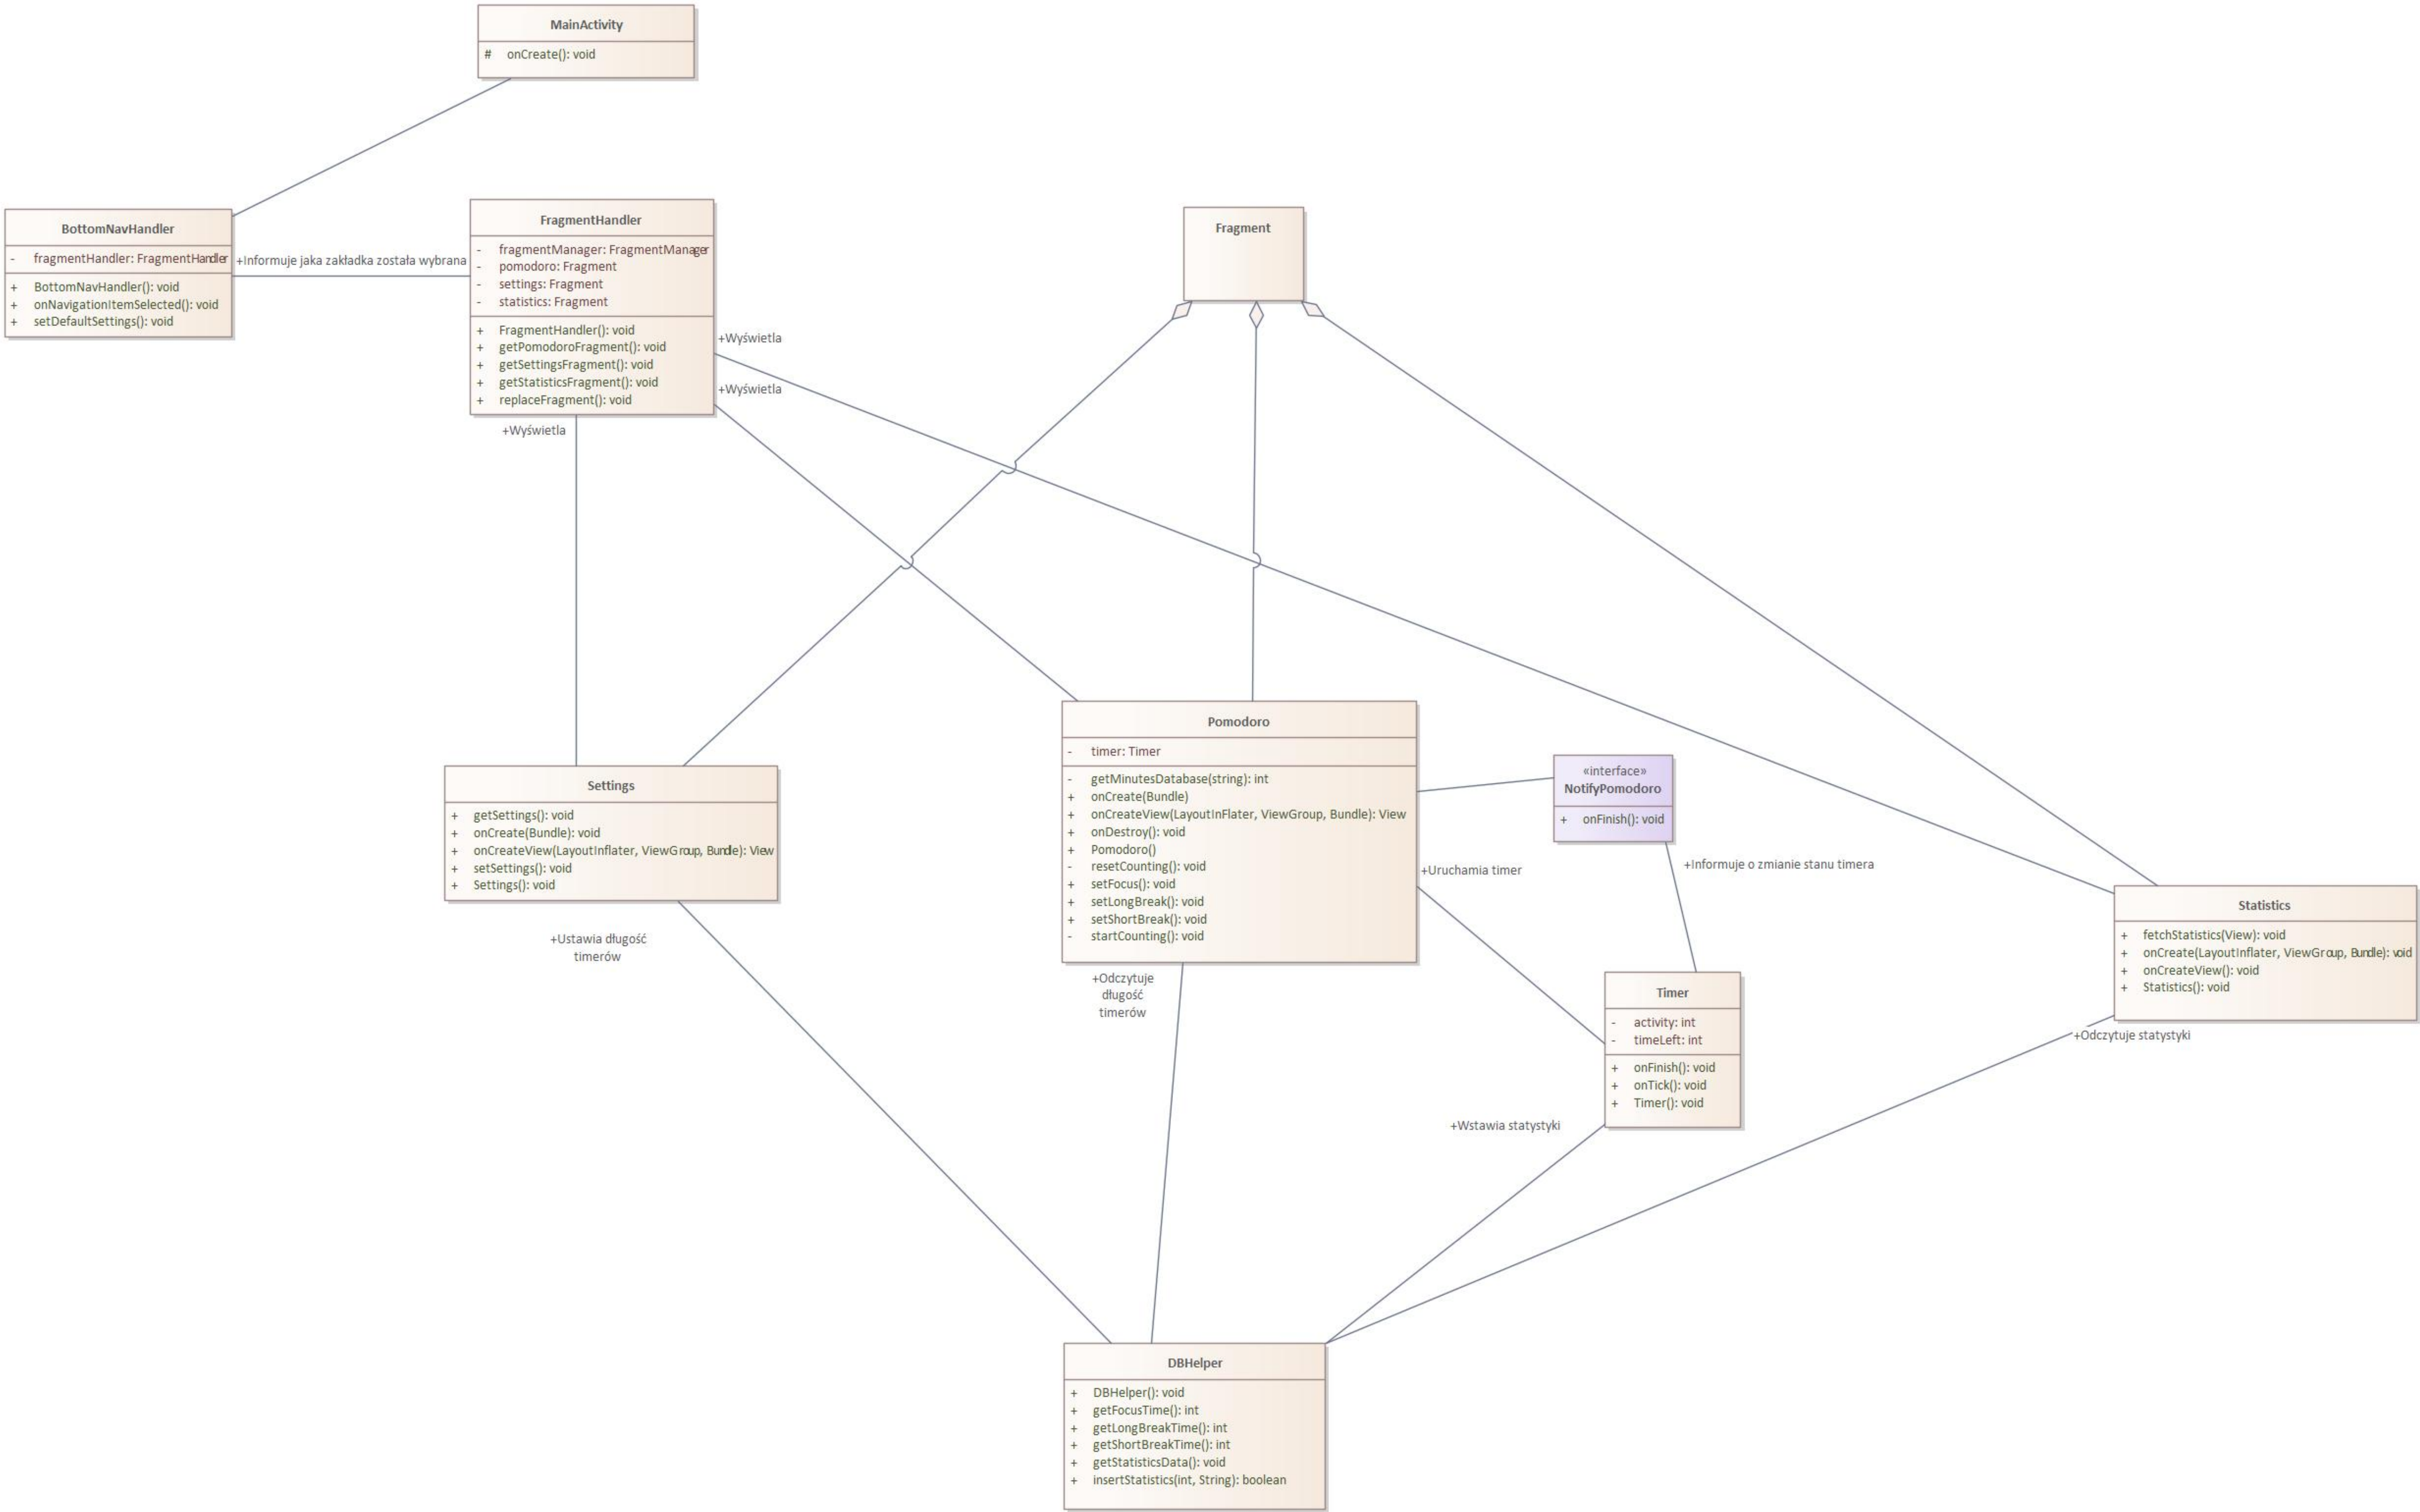 MainActivity
# onCreate(): void
BottomNavHandler
- fragmentHandler: FragmentHandler
+ BottomNavHandler(): void
+ onNavigationItemSelected(): void
+ setDefaultSettings(): void
+Informuje jaka zakładka została wybrana
FragmentHandler
- fragmentManager: FragmentManager
- pomodoro: Fragment
- settings: Fragment
- statistics: Fragment
+ FragmentHandler(): void
+ getPomodoroFragment(): void
+ getSettingsFragment(): void
+ getStatisticsFragment(): void
+ replaceFragment(): void
+Wyświetla
+Wyświetla
+Wyświetla
Fragment
Settings
+ getSettings(): void
+ onCreate(Bundle): void
+ onCreateView(LayoutInflater, ViewGroup, Bundle): View
+ setSettings(): void
+ Settings(): void
+Ustawia długość
timerów
Pomodoro
- timer: Timer
- getMinutesDatabase(string): int
+ onCreate(Bundle)
+ onCreateView(LayoutInFlater, ViewGroup, Bundle): View
+ onDestroy(): void
+ Pomodoro()
- resetCounting(): void
+ setFocus(): void
+ setLongBreak(): void
+ setShortBreak(): void
- startCounting(): void
+Odczytuje
długość
timerów
«interface»
NotifyPomodoro
+ onFinish(): void
+Uruchamia timer
+Informuje o zmianie stanu timera
Timer
- activity: int
- timeLeft: int
+ onFinish(): void
+ onTick(): void
+ Timer(): void
+Wstawia statystyki
Statistics
+ fetchStatistics(View): void
+ onCreate(LayoutInflater, ViewGroup, Bundle): void
+ onCreateView(): void
+ Statistics(): void
+Odczytuje statystyki
DBHelper
+ DBHelper(): void
+ getFocusTime(): int
+ getLongBreakTime(): int
+ getShortBreakTime(): int
+ getStatisticsData(): void
+ insertStatistics(int, String): boolean